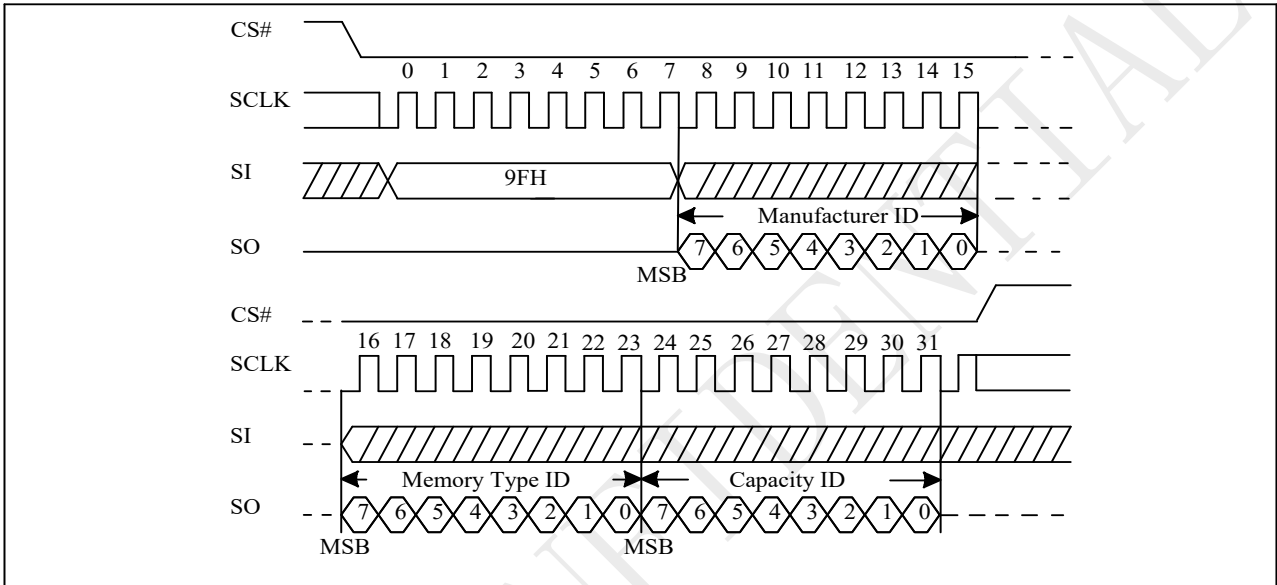 CS#
0 1 2 3 4 5 6 7 8 9 10 11 12 13 14 15
SCLK
SI
9FH
Manufacturer ID
SO
7 6 5 4 3 2 1 0
MSB
CS#
16 17 18 19 20 21 22 23 24 25 26 27 28 29 30 31
SCLK
SI
Memory Type ID Capacity ID
SO
7 6 5 4 3 2 1 0 7 6 5 4 3 2 1 0
MSB MSB
NFIDENTIAL